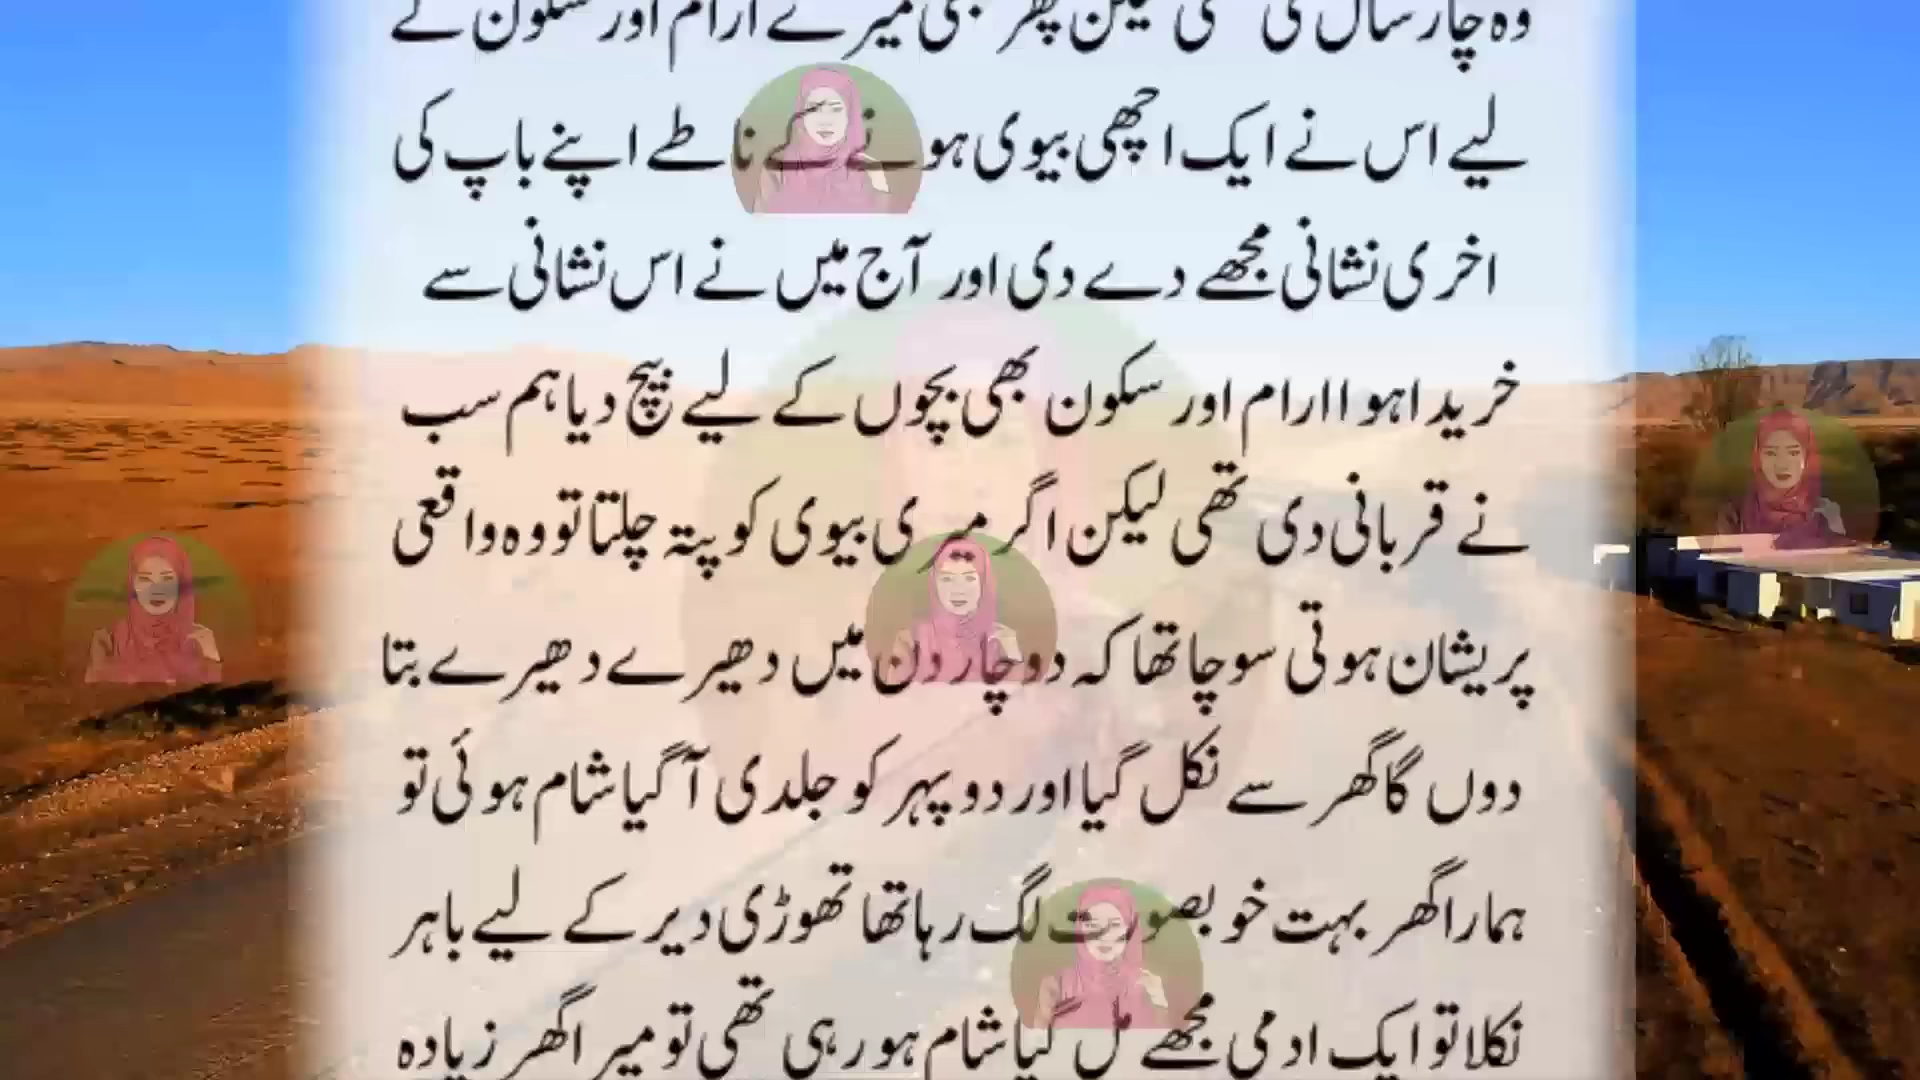 وہ چار سال کی تھی لیکن پھر بھی میرے ارام اور سکون کے
لیے اس نے ایک اچھی بیوی ہونے کے ناطے اپنے باپ کی
اخری نشانی مجھے دے دی اور آج میں نے اس نشانی سے
خریدا ہوا ارام اور سکون بھی بچوں کے لیے بیچ دیا ہم سب
نے قربانی دی تھی لیکن اگر میری بیوی کو پتہ چلتا تو وہ واقعی
پریشان ہوتی سوچا تھا کہ دو چار دن میں دھیرے دھیرے بتا
دوں گا گھر سے نکل گیا اور دوپہر کو جلدی آ گیا شام ہوئی تو
ہمارا گھر بہت خوبصورت لگ رہا تھا تھوڑی دیر کے لیے باہر
نکلا تو ایک ادمی مجھے مل گیا شام ہو رہی تھی تو میرا گھر زیادہ